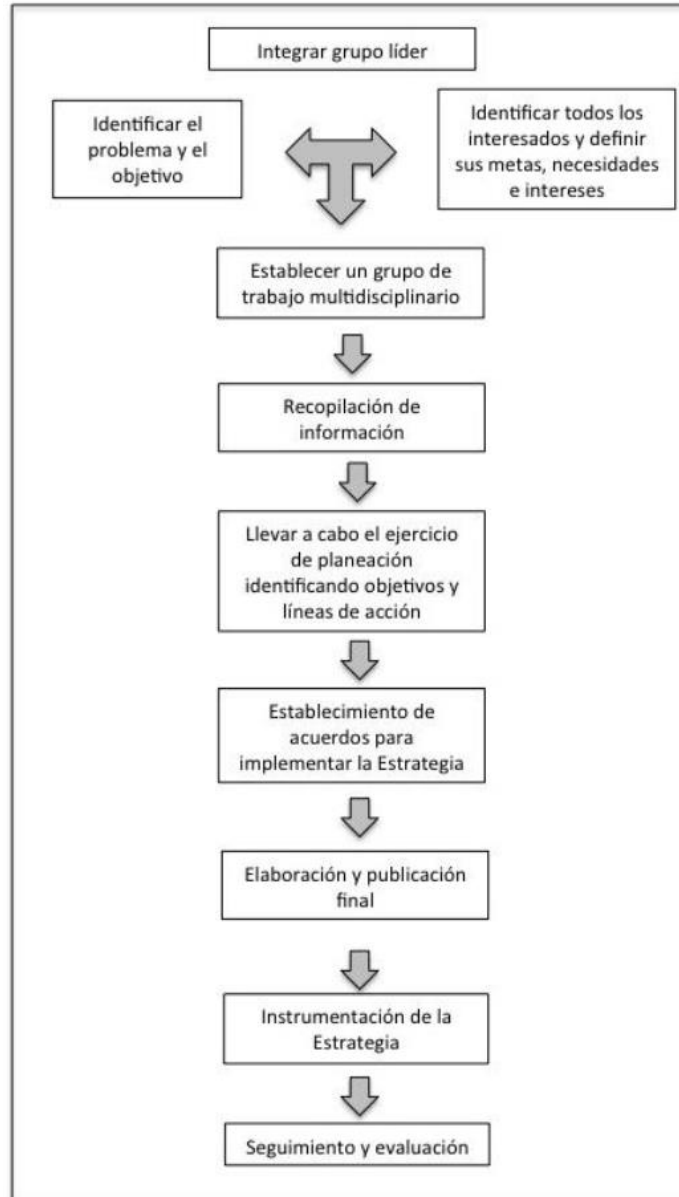 Integrar grupo líder
Identificar el
problema y el
objetivo
Identificar todos los
interesados y definir
sus metas, necesidades
e intereses
Establecer un grupo de
trabajo multidisciplinario
Recopilación de
información
Llevar a cabo el ejercicio
de planeación
identificando objetivos y
líneas de acción
Establecimiento de
acuerdos para
implementar la Estrategia
Elaboración y publicación
final
Instrumentación de la
Estrategia
Seguimiento y evaluación